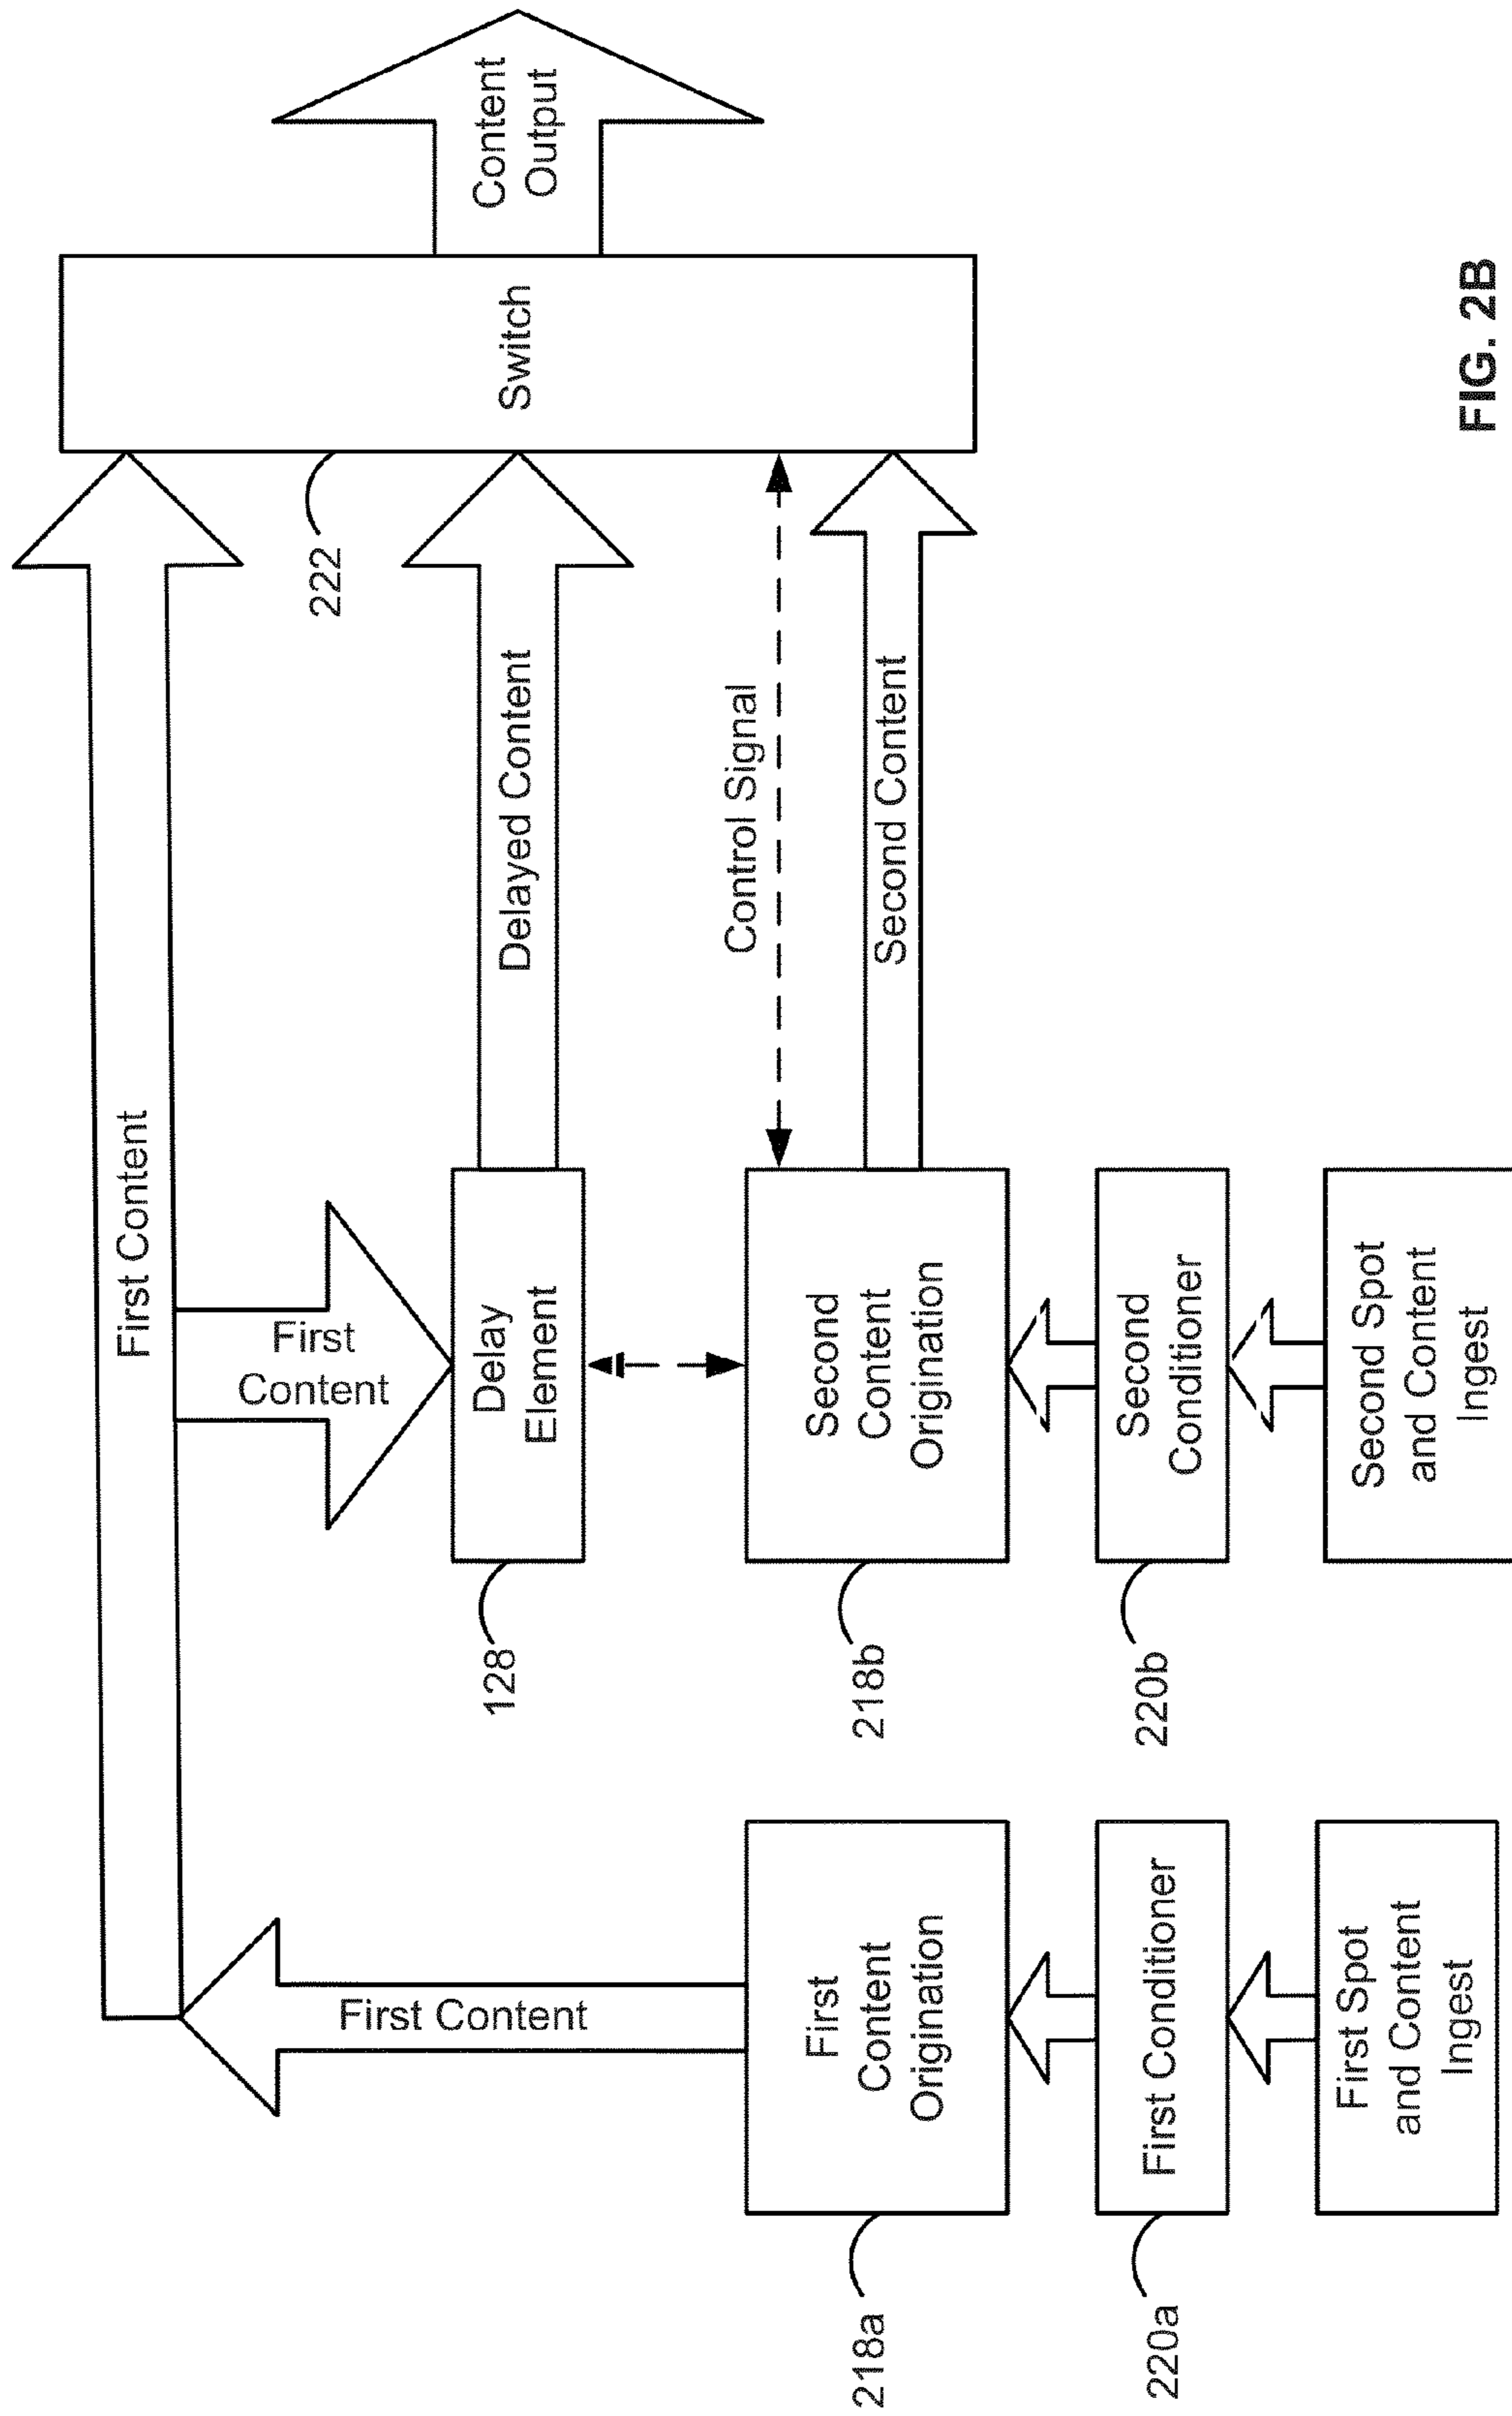 First Content
First
Content
First Content
Delay
Element
128
Delayed Content
222
Switch
Content
Output
Control Signal
Second Content
First
Content
Origination
218a
Second
Content
Origination
218b
First Conditioner
220a
Second
Conditioner
220b
First Spot
and Content
Ingest
Second Spot
and Content
Ingest
FIG. 2B